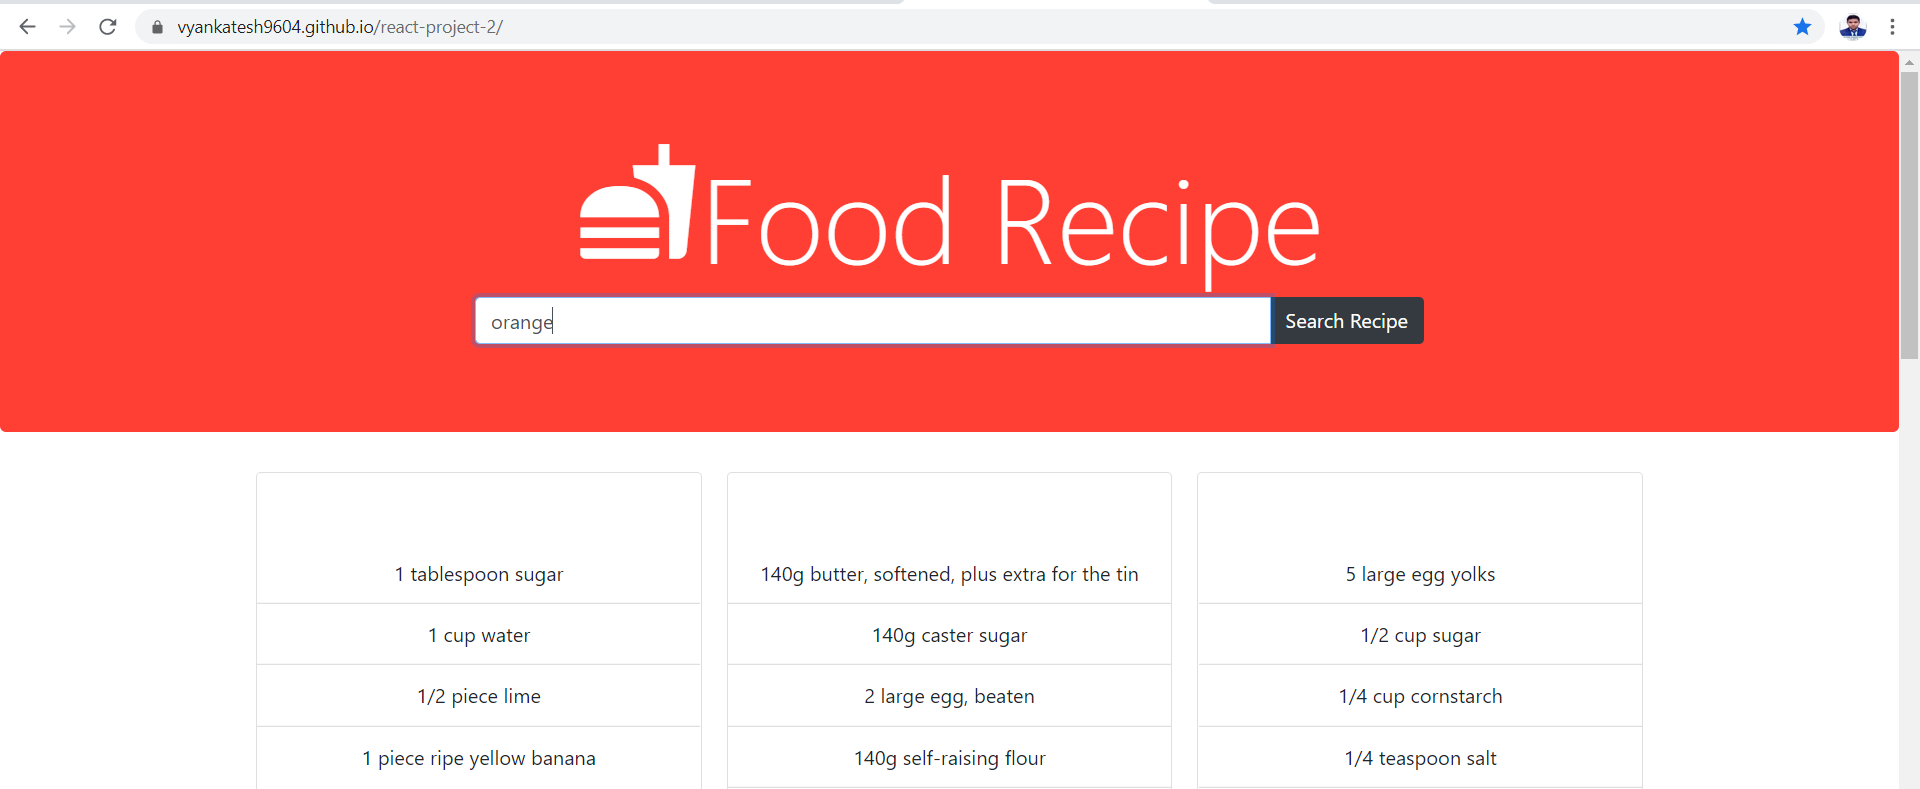 vyankatesh9604.github.io/react-project-2/
Food Recipe
orange
Search Recipe
1 tablespoon sugar
1 cup water
1/2 piece lime
1 piece ripe yellow banana
140g butter, softened, plus extra for the tin
140g caster sugar
2 large egg, beaten
140g self-raising flour
5 large egg yolks
1/2 cup sugar
1/4 cup cornstarch
1/4 teaspoon salt